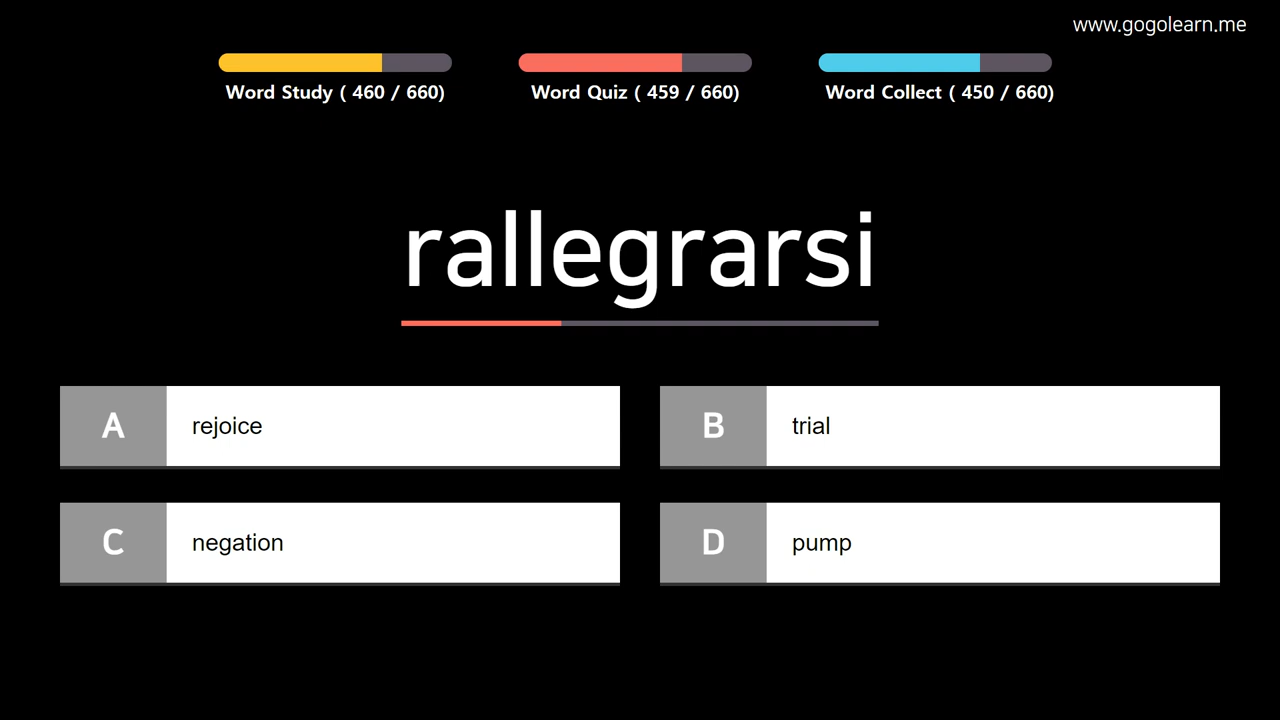 www.gogolearn.me
Word Study ( 460 / 660)
Word Quiz ( 459 / 660)
Word Collect ( 450 / 660)
rallegrarsi
A rejoice
B trial
C negation
D pump